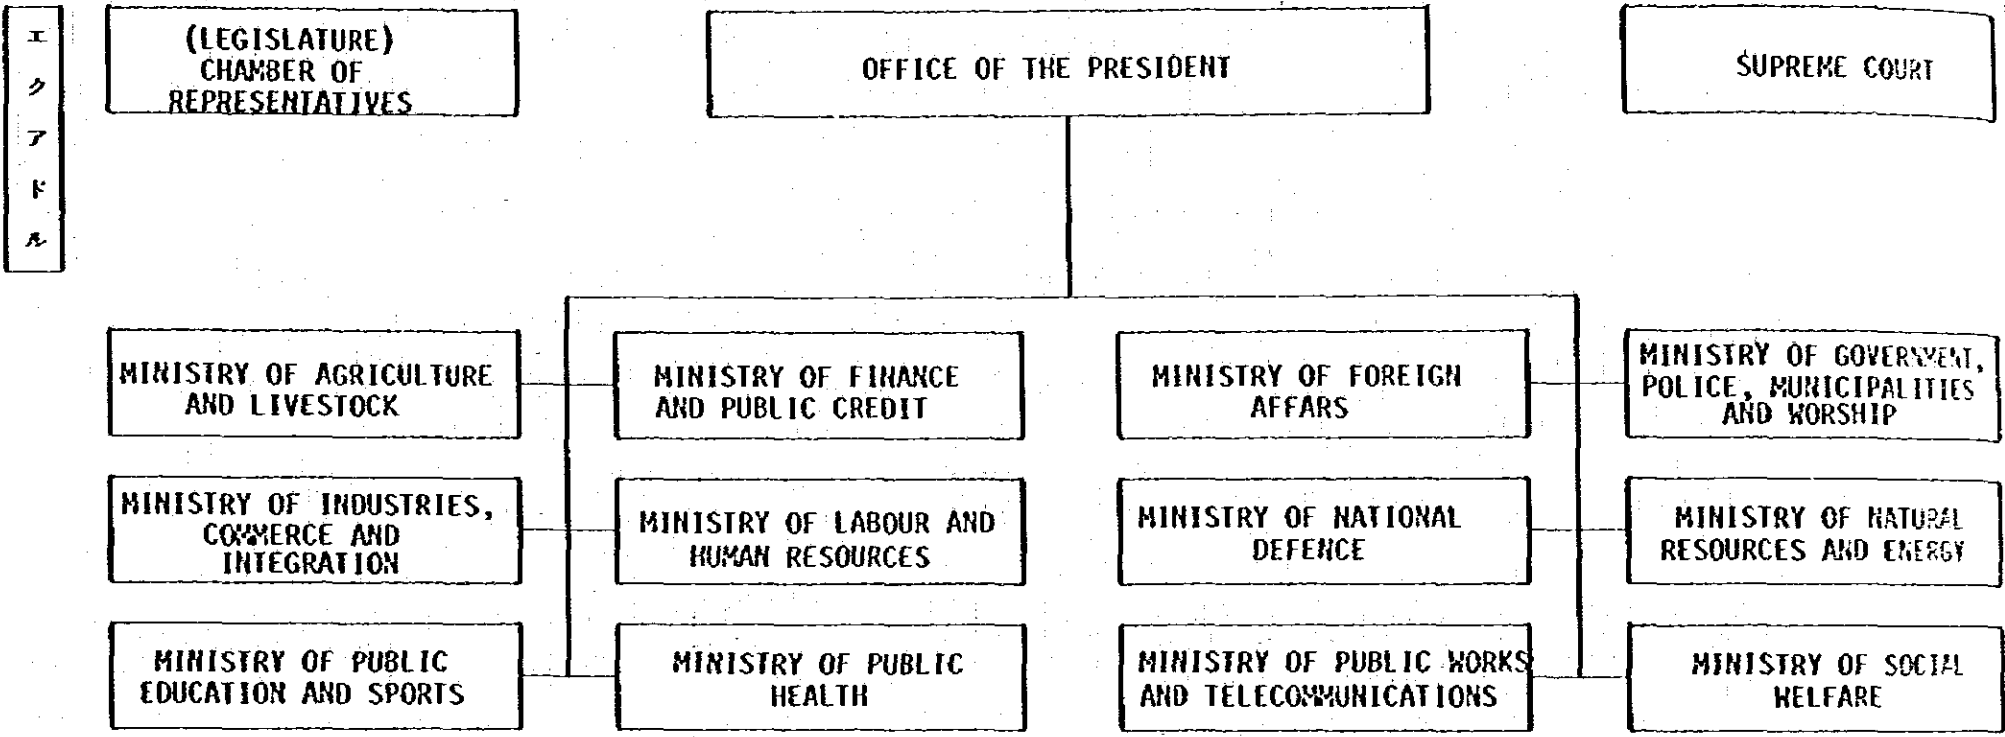 エクアドル
(LEGISLATURE)
CHAMBER OF
REPRESENTATIVES
OFFICE OF THE PRESIDENT
SUPREME COURT
MINISTRY OF AGRICULTURE
AND LIVESTOCK
MINISTRY OF FINANCE
AND PUBLIC CREDIT
MINISTRY OF FOREIGN
AFFARS
MINISTRY OF GOVERNMENT,
POLICE, MUNICIPALITIES
AND WORSHIP
MINISTRY OF INDUSTRIES,
COMMERCE AND
INTEGRATION
MINISTRY OF LABOUR AND
HUMAN RESOURCES
MINISTRY OF NATIONAL
DEFENCE
MINISTRY OF NATURAL
RESOURCES AND ENERGY
MINISTRY OF PUBLIC
EDUCATION AND SPORTS
MINISTRY OF PUBLIC
HEALTH
MINISTRY OF PUBLIC WORKS
AND TELECOMMUNICATIONS
MINISTRY OF SOCIAL
WELFARE